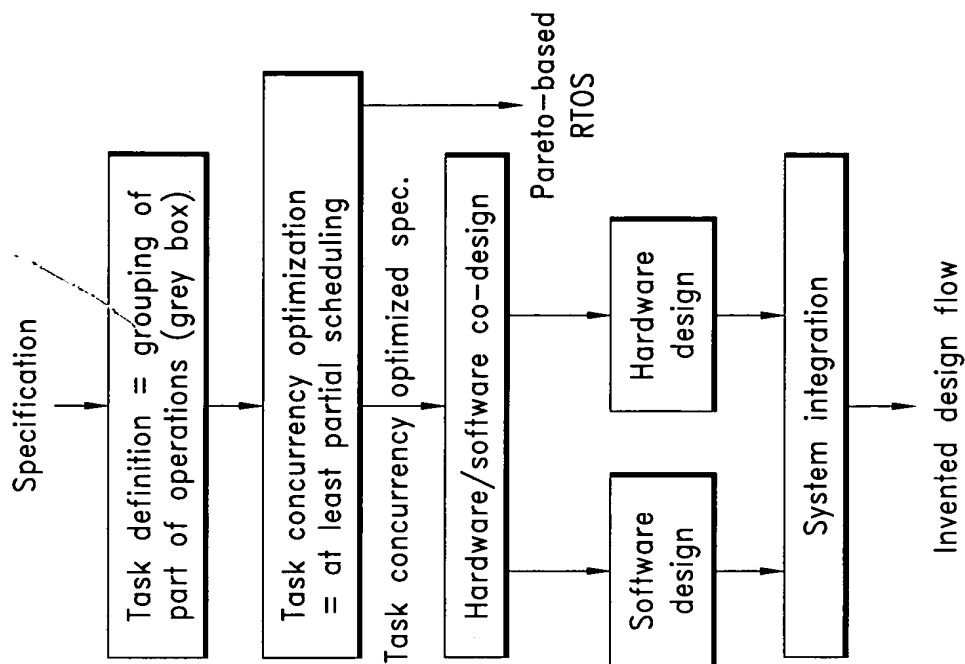 Specification
Task definition = grouping of
part of operations (grey box)
Task concurrency optimization
= at least partial scheduling
Pareto-based
RTOS
Task concurrency optimized spec.
Hardware/software co-design
Software
design
Hardware
design
System integration
Invented design flow